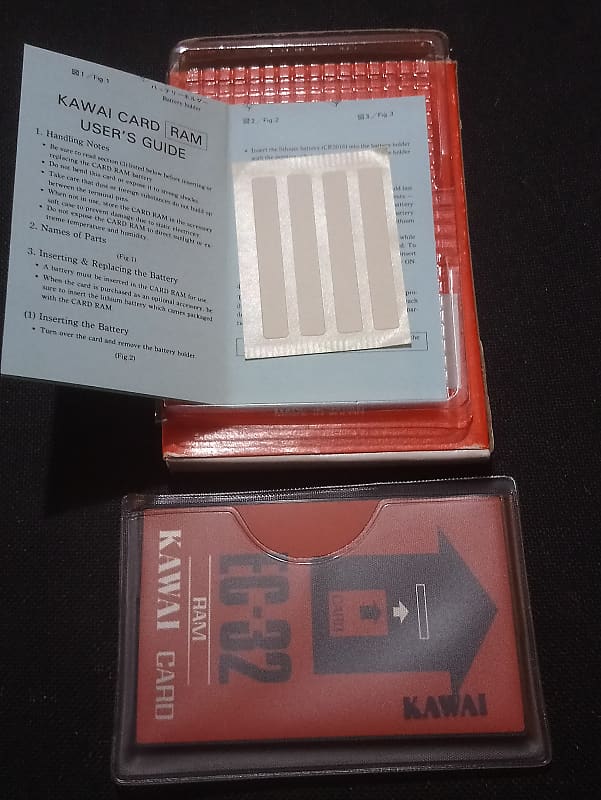 図1/Fig.1
バッテリーホルダー
Battery holder
KAWAI CARD RAM
USER'S GUIDE
1. Handling Notes
• Be sure to read section (3) listed below before inserting or
replacing the CARD RAM battery
• Do not bend this card or expose it to strong shocks.
• Take care that dust or foreign substances do not build up
between the terminal pins.
• When not in use, store the CARD RAM in the accessory
soft case to prevent damage due to static electricity.
• Do not expose the CARD RAM to direct sunlight or ex-
treme temperature and humidity.
2. Names of Parts
(Fig.1)
3. Inserting & Replacing the Battery
• A battery must be inserted in the CARD RAM for use.
• When the card is purchased as an optional accessory, be
sure to insert the lithium battery which comes packaged
with the CARD RAM
(1) Inserting the Battery
• Turn over the card and remove the battery holder.
(Fig.2)
図2/Fig.2
図3/Fig.3
• Insert the lithium battery (CR2016) into the battery holder
MADE IN JAPAN
KAWAI CARD
RAM
EC-32
CARD
KAWAI